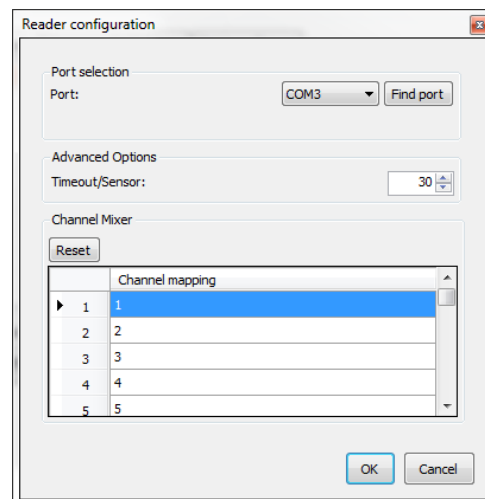 Reader configuration
Port selection
Port: COM3 Find port
Advanced Options
Timeout/Sensor: 30
Channel Mixer
Reset
Channel mapping
1 1
2 2
3 3
4 4
5 5
OK Cancel